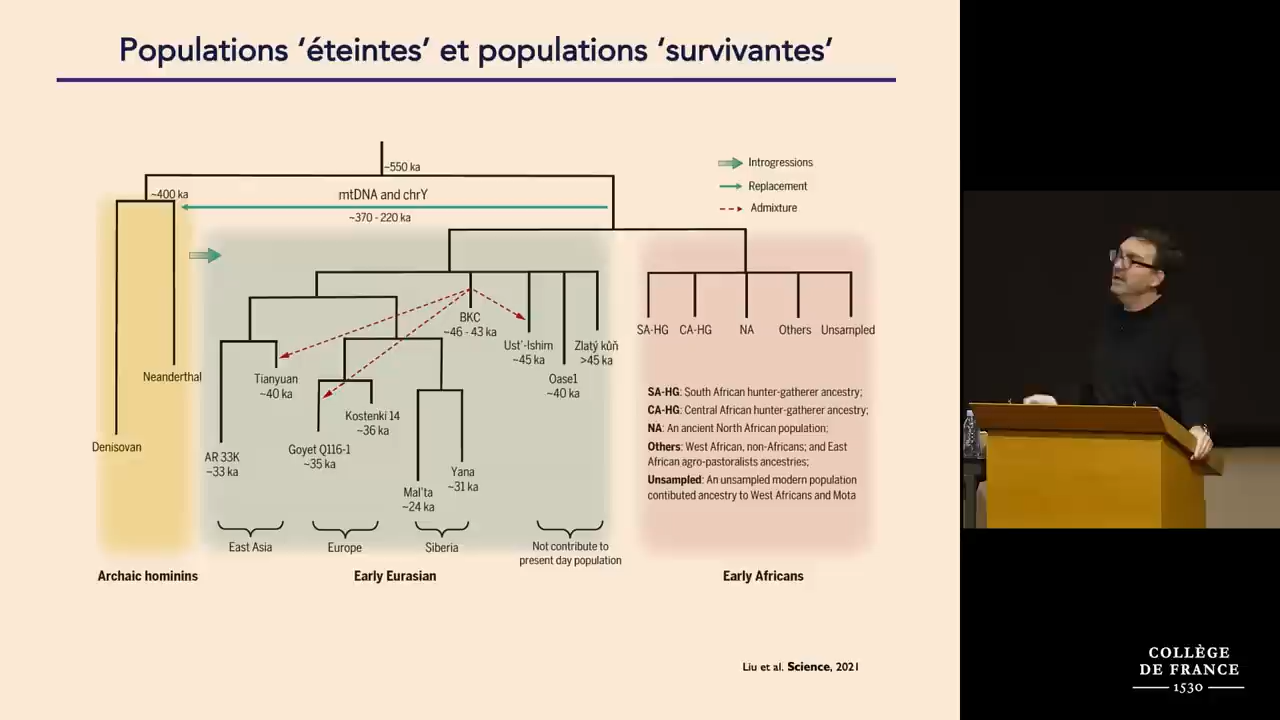 Populations ‘éteintes’ et populations ‘survivantes’
~550 ka
~400 ka
mtDNA and chrY
~370 - 220 ka
Introgressions
Replacement
Admixture
Neanderthal
Denisovan
BKC
~46 - 43 ka
Ust'-Ishim
~45 ka
Zlatý kůň
>45 ka
Oase1
~40 ka
Tianyuan
~40 ka
Kostenki 14
~36 ka
Goyet Q116-1
~35 ka
AR 33K
~33 ka
Yana
~31 ka
Mal'ta
~24 ka
East Asia
Europe
Siberia
Not contribute to
present day population
SA-HG
CA-HG
NA
Others
Unsampled
SA-HG: South African hunter-gatherer ancestry;
CA-HG: Central African hunter-gatherer ancestry;
NA: An ancient North African population;
Others: West African, non-Africans; and East
African agro-pastoralists ancestries;
Unsampled: An unsampled modern population
contibuted ancestry to West Africans and Mota
Archaic hominins
Early Eurasian
Early Africans
Liu et al. Science, 2021
COLLÈGE
DE FRANCE
1530